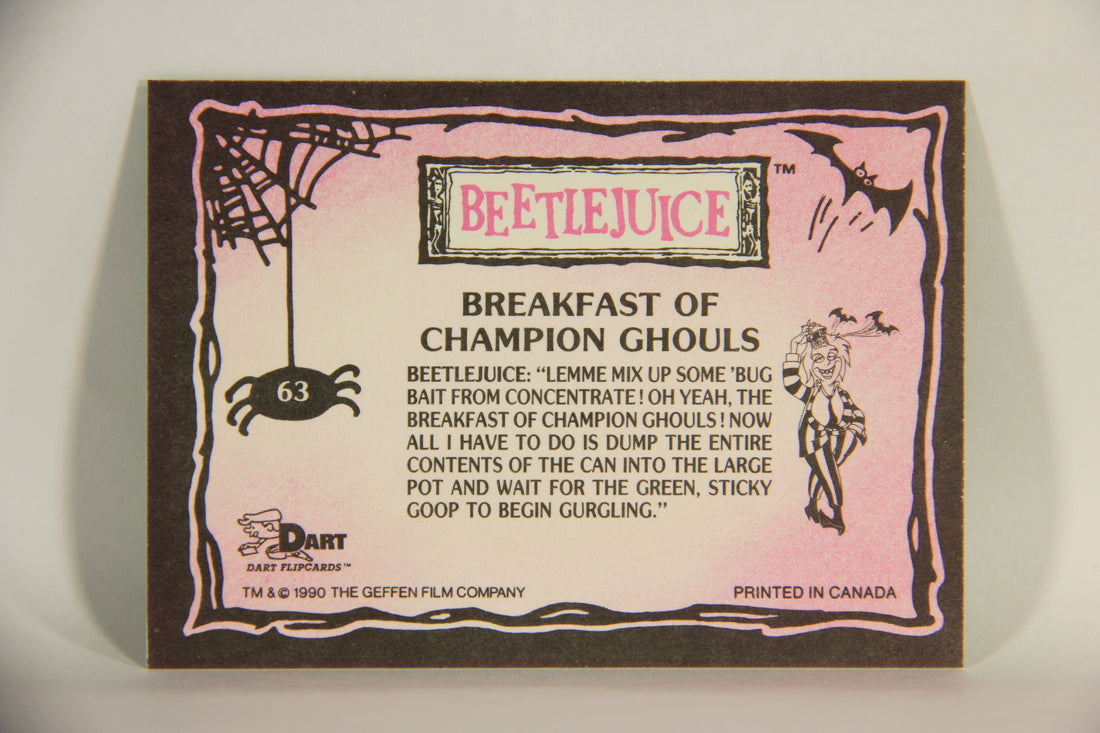 BEETLEJUICE™
BREAKFAST OF
CHAMPION GHOULS
63
BEETLEJUICE: “LEMME MIX UP SOME ’BUG
BAIT FROM CONCENTRATE! OH YEAH, THE
BREAKFAST OF CHAMPION GHOULS! NOW
ALL I HAVE TO DO IS DUMP THE ENTIRE
CONTENTS OF THE CAN INTO THE LARGE
POT AND WAIT FOR THE GREEN, STICKY
GOOP TO BEGIN GURGLING.”
DART
DART FLIPCARDS™
TM & © 1990 THE GEFFEN FILM COMPANY
PRINTED IN CANADA